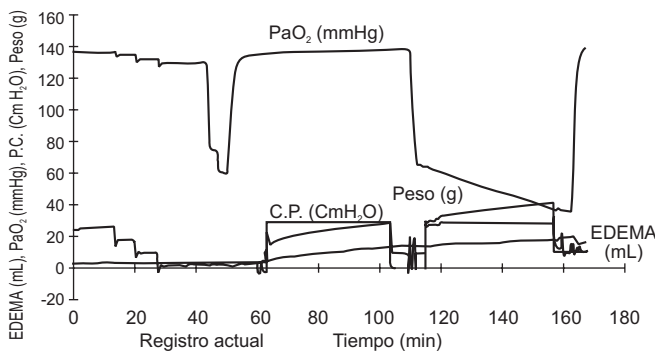 EDEMA (mL), PaO₂ (mmHg), P.C. (Cm H₂O), Peso (g)
160
140
120
100
80
60
40
20
0
-20
PaO₂ (mmHg)
Peso (g)
C.P. (CmH₂O)
EDEMA
(mL)
0 20 40 60 80 100 120 140 160 180
Registro actual Tiempo (min)